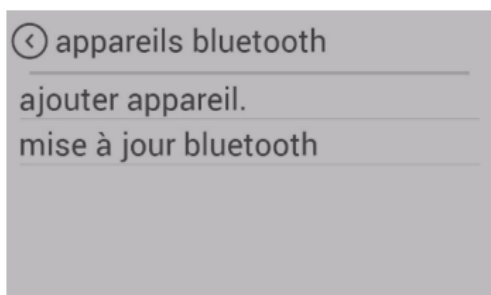 appareils bluetooth
ajouter appareil.
mise à jour bluetooth